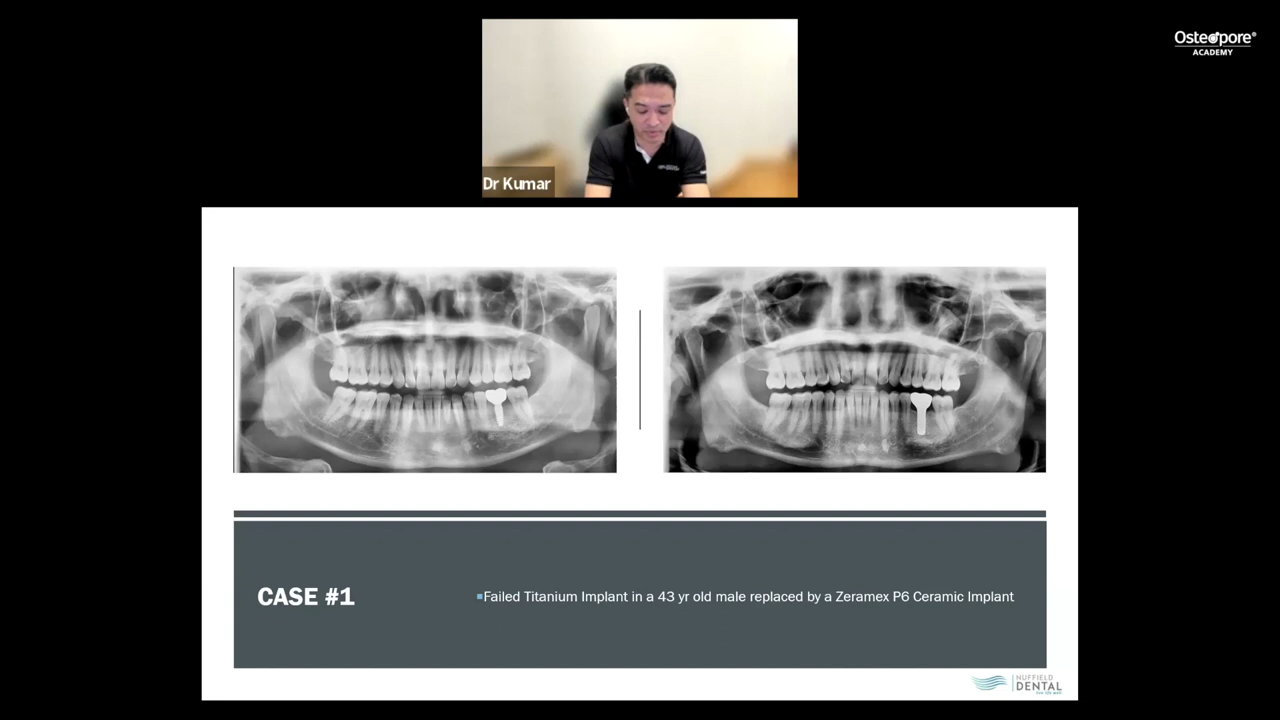 Osteopore®
ACADEMY
Dr Kumar
CASE #1
▪Failed Titanium Implant in a 43 yr old male replaced by a Zeramex P6 Ceramic Implant
NUFFIELD
DENTAL